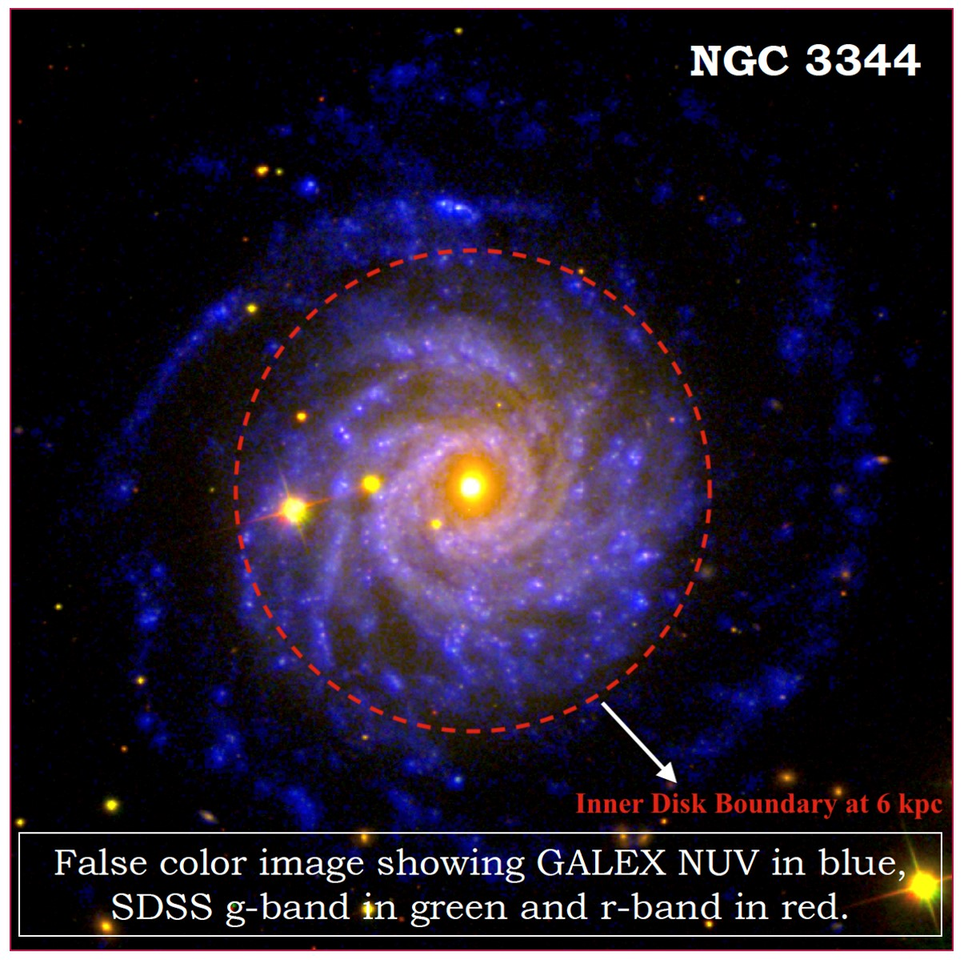 NGC 3344
Inner Disk Boundary at 6 kpc
False color image showing GALEX NUV in blue,
SDSS g-band in green and r-band in red.